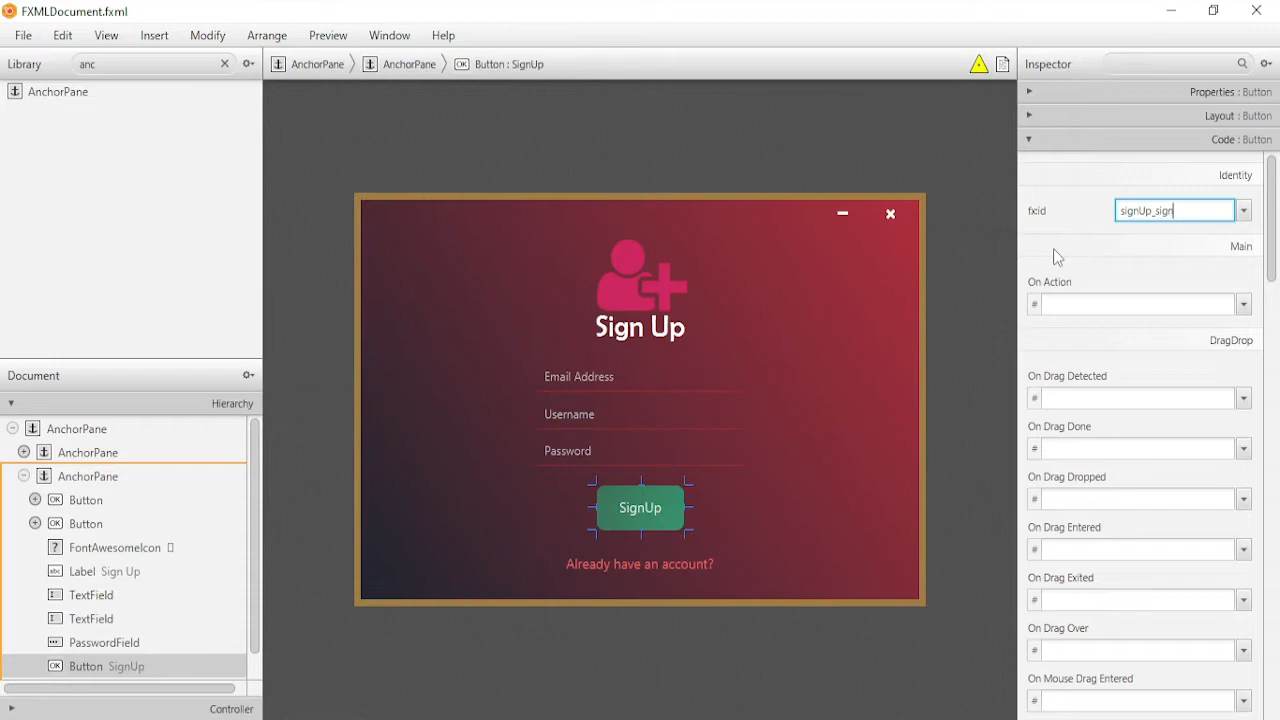 FXMLDocument.fxml
File Edit View Insert Modify Arrange Preview Window Help
Library anc
AnchorPane
AnchorPane AnchorPane Button : SignUp
Sign Up
Email Address
Username
Password
SignUp
Already have an account?
Document
Hierarchy
AnchorPane
AnchorPane
AnchorPane
Button
Button
FontAwesomeIcon
Label Sign Up
TextField
TextField
PasswordField
Button SignUp
Controller
Inspector
Properties : Button
Layout : Button
Code : Button
Identity
fx:id signUp_sign
Main
On Action
#
DragDrop
On Drag Detected
#
On Drag Done
#
On Drag Dropped
#
On Drag Entered
#
On Drag Exited
#
On Drag Over
#
On Mouse Drag Entered
#